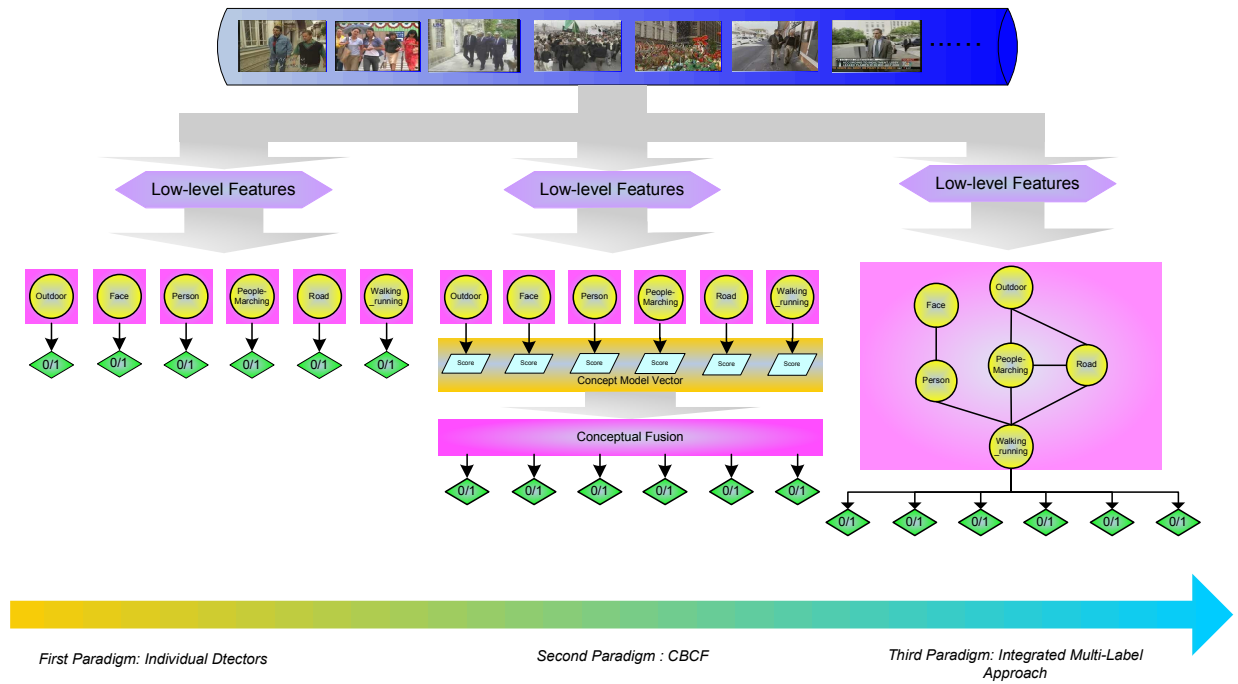 ......
Low-level Features
Low-level Features
Low-level Features
Outdoor
Face
Person
People-
Marching
Road
Walking
_running
0/1
0/1
0/1
0/1
0/1
0/1
Outdoor
Face
Person
People-
Marching
Road
Walking
_running
Score
Score
Score
Score
Score
Score
Concept Model Vector
Conceptual Fusion
0/1
0/1
0/1
0/1
0/1
0/1
Outdoor
Face
People-
Marching
Road
Person
Walking
_running
0/1
0/1
0/1
0/1
0/1
0/1
First Paradigm: Individual Dtectors
Second Paradigm : CBCF
Third Paradigm: Integrated Multi-Label
Approach